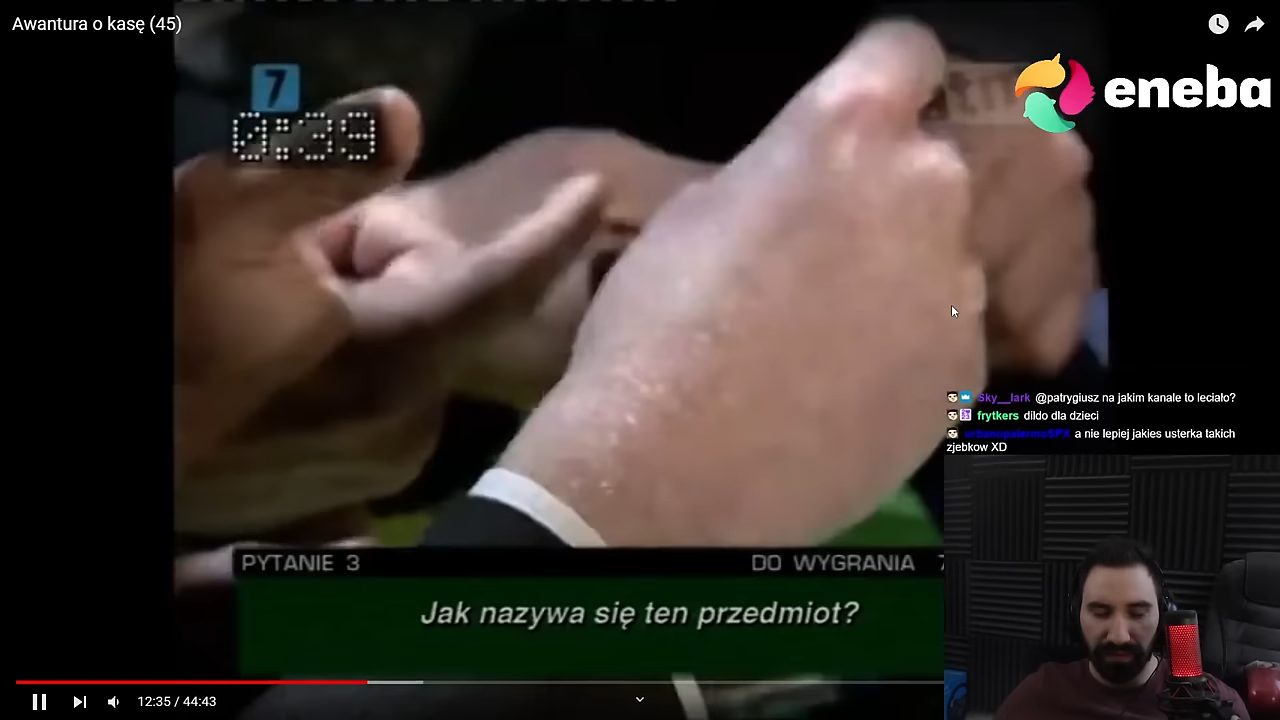 Awantura o kasę (45)
7
0:39
eneba
Sky__lark @patrygiusz na jakim kanale to leciało?
frytkers dildo dla dzieci
a nie lepiej jakies usterka takich
zjebkow XD
PYTANIE 3 DO WYGRANIA 7
Jak nazywa się ten przedmiot?
12:35 / 44:43